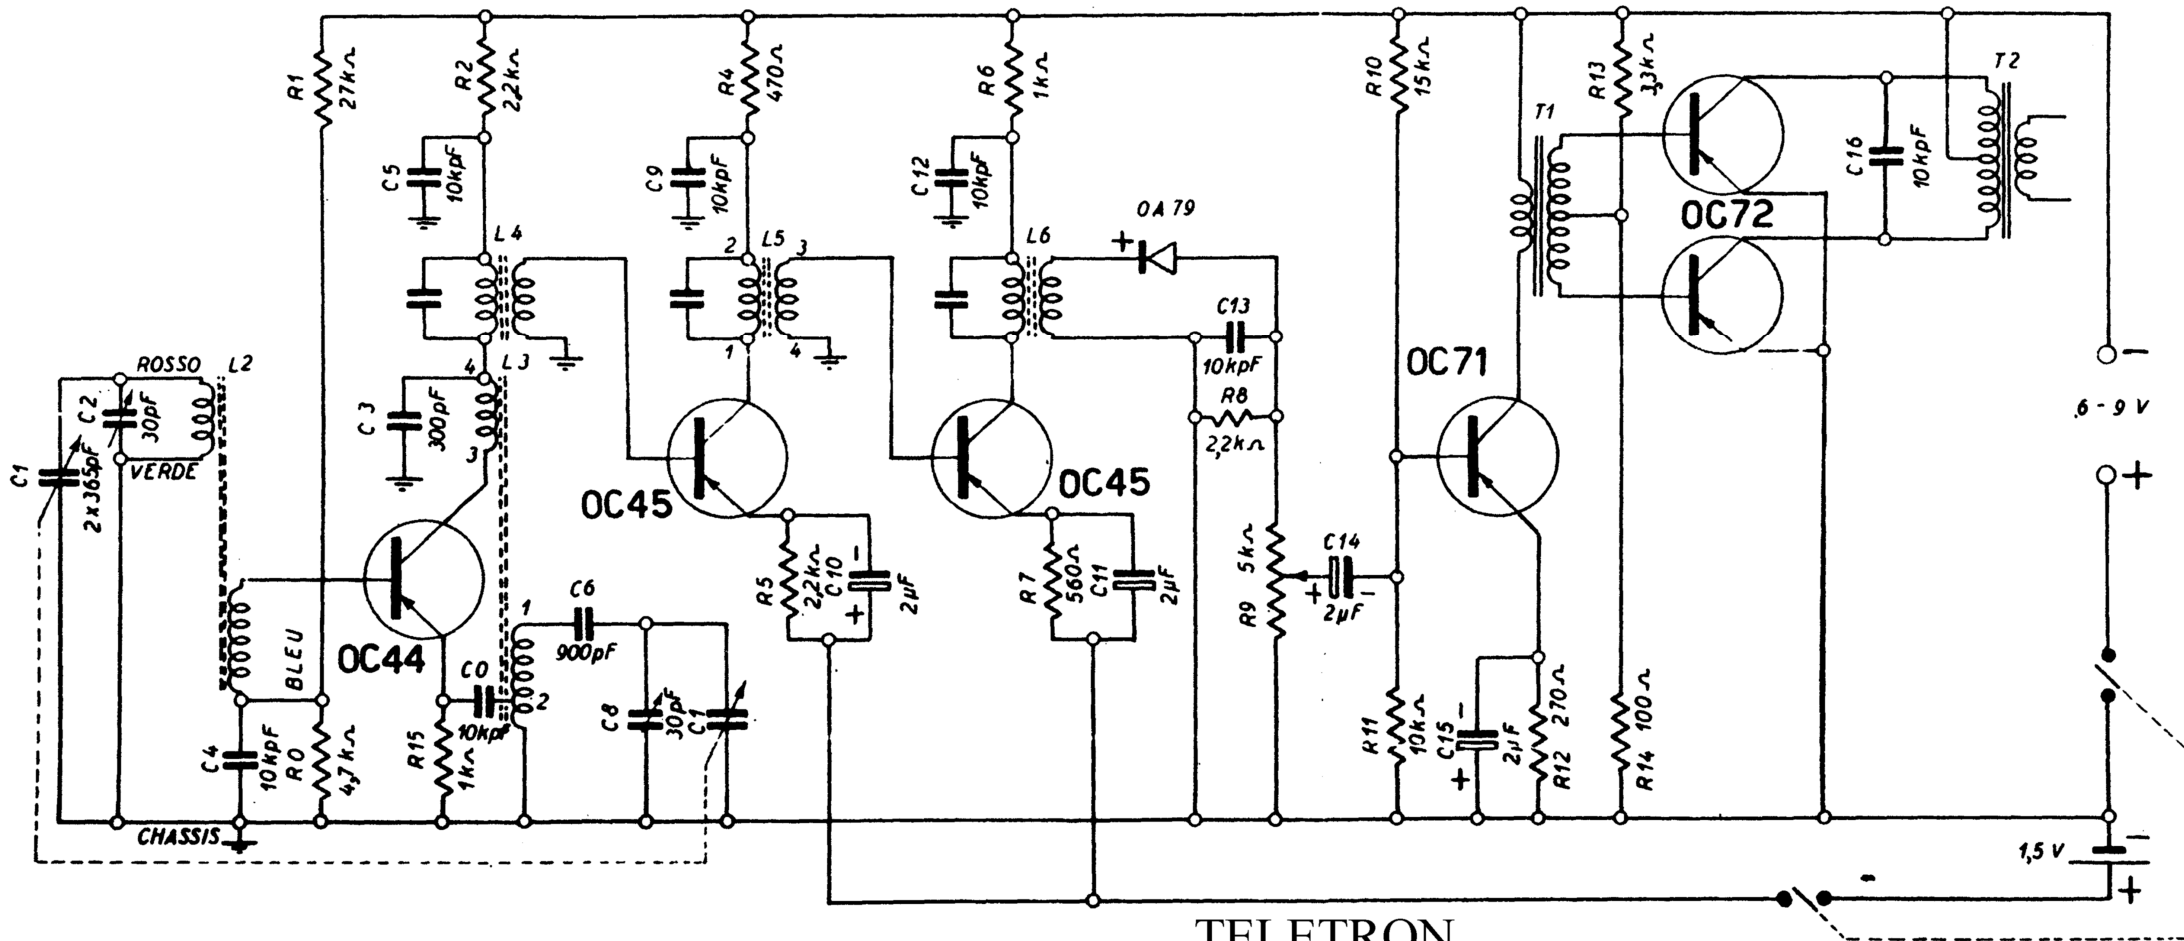 R1
27kΩ
R2
2,2kΩ
R4
470Ω
R6
1kΩ
R10
15kΩ
R13
3,3kΩ
T2
T1
C5
10kpF
C9
10kpF
C12
10kpF
C16
10kpF
OA79
+
OC72
L4
2
L5
3
L6
1
4
C13
10kpF
R8
2,2kΩ
OC71
-
6-9 V
+
ROSSO
L2
4
L3
C2
30pF
C3
300pF
3
VERDE
C1
2x365pF
OC45
OC45
OC44
R5
2,2kΩ
C10
-
+
2µF
R7
560Ω
C11
2µF
5kΩ
R9
C14
+
2µF
-
BLEU
1
C6
900pF
C0
10kpF
2
C8
30pF
C1
C4
10kpF
R0
4,7kΩ
R15
1kΩ
R11
10kΩ
C15
-
+
2µF
270Ω
R12
100Ω
R14
CHASSIS
1,5 V
-
+
-
TELETRON